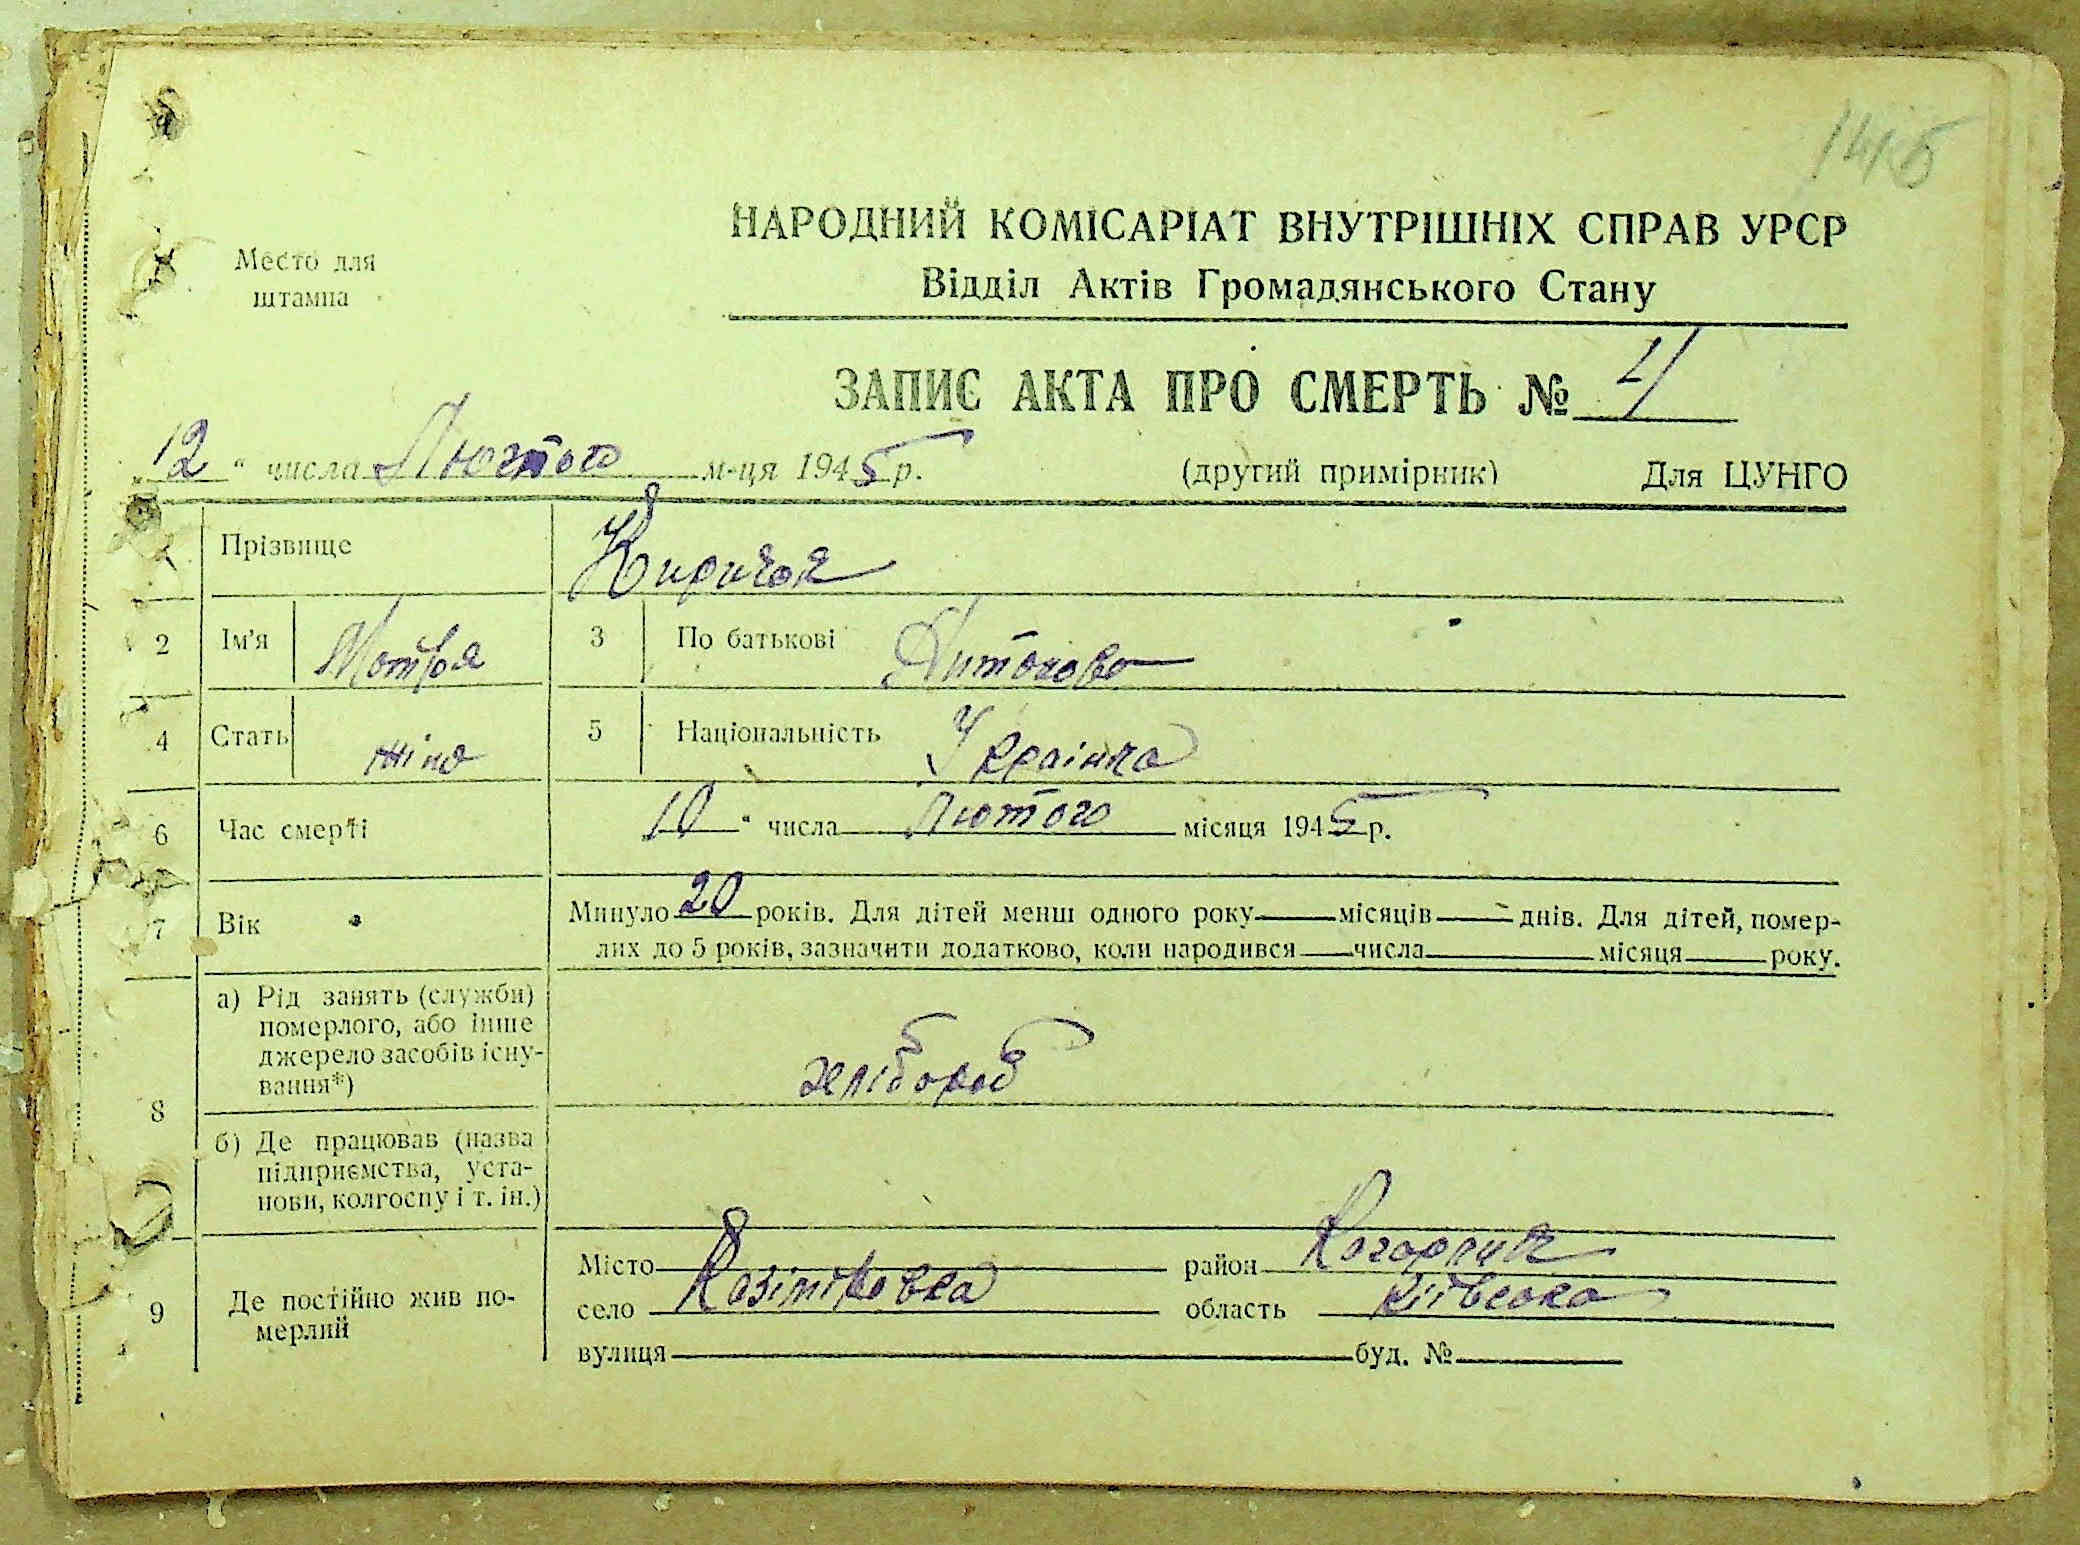 145
Место для
штампа
НАРОДНИЙ КОМІСАРІАТ ВНУТРІШНІХ СПРАВ УРСР
Відділ Актів Громадянського Стану
ЗАПИС АКТА ПРО СМЕРТЬ № 4
„12“ числа Лютого м-ця 1945 р.
(другий примірник) Для ЦУНГО
Прізвище Киричок
2 Ім'я Мотря 3 По батькові Антонова
4 Стать жіно 5 Національність Українка
6 Час смерті 10 “ числа Лютого місяця 1945 р.
7 Вік Минуло 20 років. Для дітей менш одного року — місяців — днів. Для дітей, помер-
лих до 5 років, зазначити додатково, коли народився — числа — місяця — року.
8 а) Рід занять (служби)
померлого, або інше
джерело засобів існу-
вання*)
хлібороб
б) Де працював (назва
підприємства, уста-
нови, колгоспу і т. ін.)
9 Де постійно жив по-
мерлий
Місто район Кагарлик
село область Київсока
вулиця буд. №